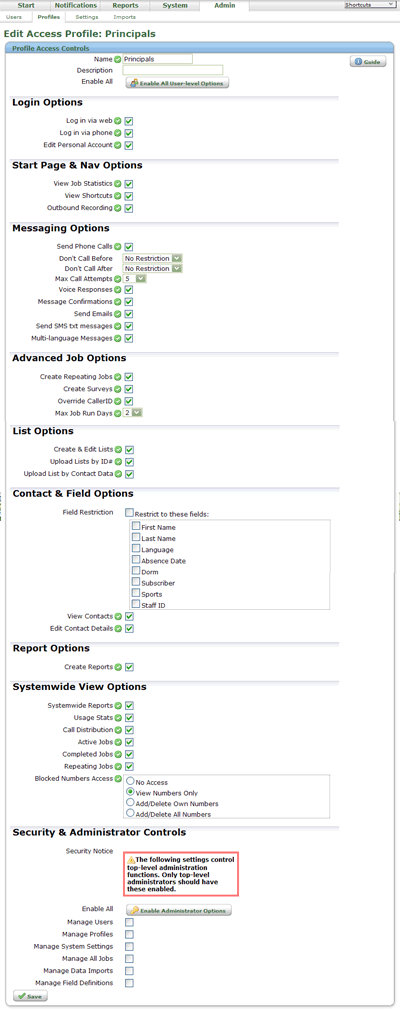 Start Notifications Reports System Admin Shortcuts
Users Profiles Settings Imports
Edit Access Profile: Principals
Profile Access Controls
Name Principals
Guide
Description
Enable All Enable All User-level Options
Login Options
Log in via web
Log in via phone
Edit Personal Account
Start Page & Nav Options
View Job Statistics
View Shortcuts
Outbound Recording
Messaging Options
Send Phone Calls
Don't Call Before No Restriction
Don't Call After No Restriction
Max Call Attempts 5
Voice Responses
Message Confirmations
Send Emails
Send SMS txt messages
Multi-language Messages
Advanced Job Options
Create Repeating Jobs
Create Surveys
Override CallerID
Max Job Run Days 2
List Options
Create & Edit Lists
Upload Lists by ID#
Upload List by Contact Data
Contact & Field Options
Field Restriction Restrict to these fields:
First Name
Last Name
Language
Absence Date
Dorm
Subscriber
Sports
Staff ID
View Contacts
Edit Contact Details
Report Options
Create Reports
Systemwide View Options
Systemwide Reports
Usage Stats
Call Distribution
Active Jobs
Completed Jobs
Repeating Jobs
Blocked Numbers Access No Access
View Numbers Only
Add/Delete Own Numbers
Add/Delete All Numbers
Security & Administrator Controls
Security Notice
The following settings control
top-level administration
functions. Only top-level
administrators should have
these enabled.
Enable All Enable Administrator Options
Manage Users
Manage Profiles
Manage System Settings
Manage All Jobs
Manage Data Imports
Manage Field Definitions
Save